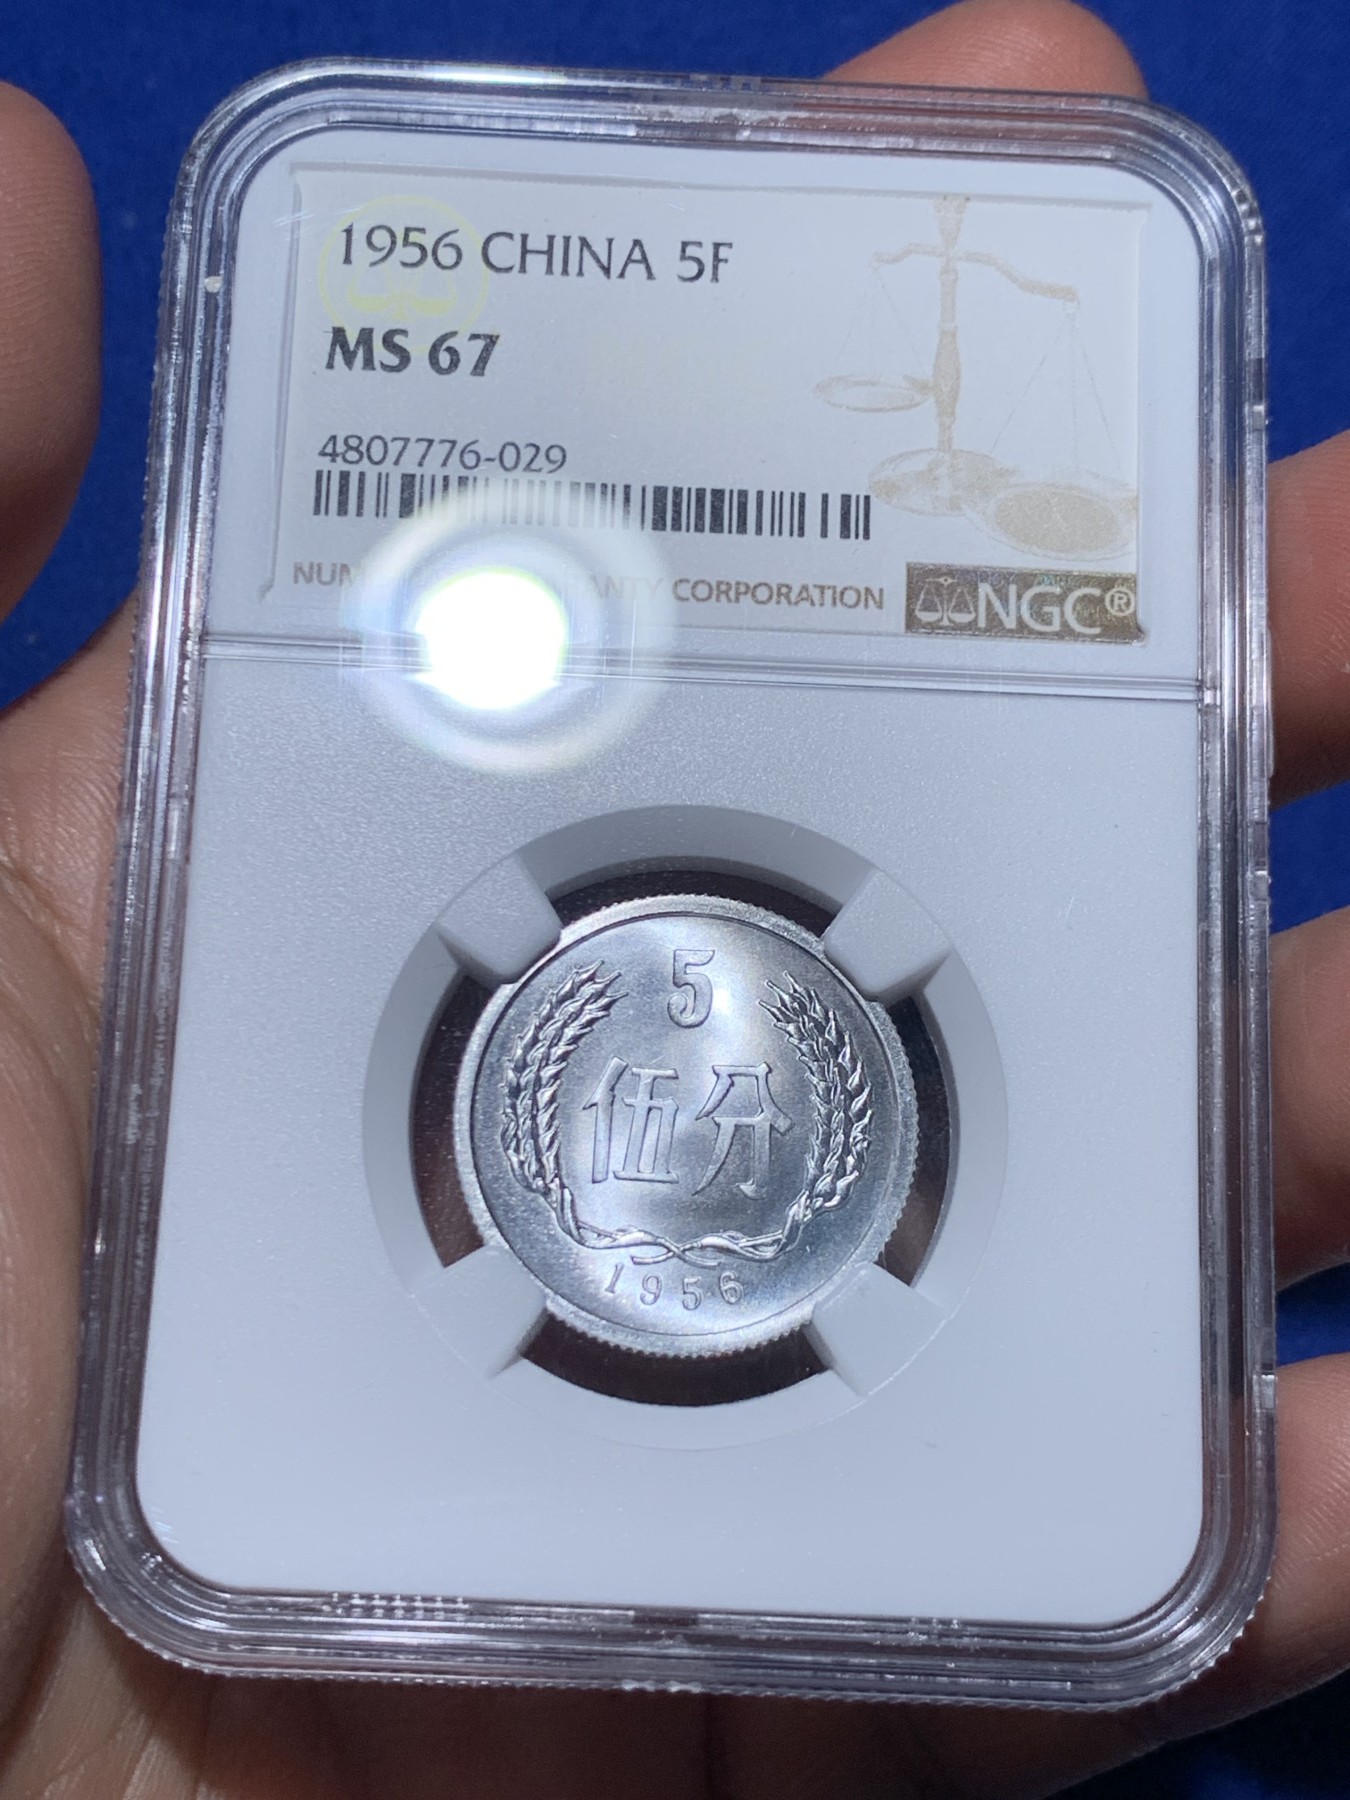 1956 CHINA 5F
MS 67
4807776-029
CORPORATION
NGC®
5
伍分
1956